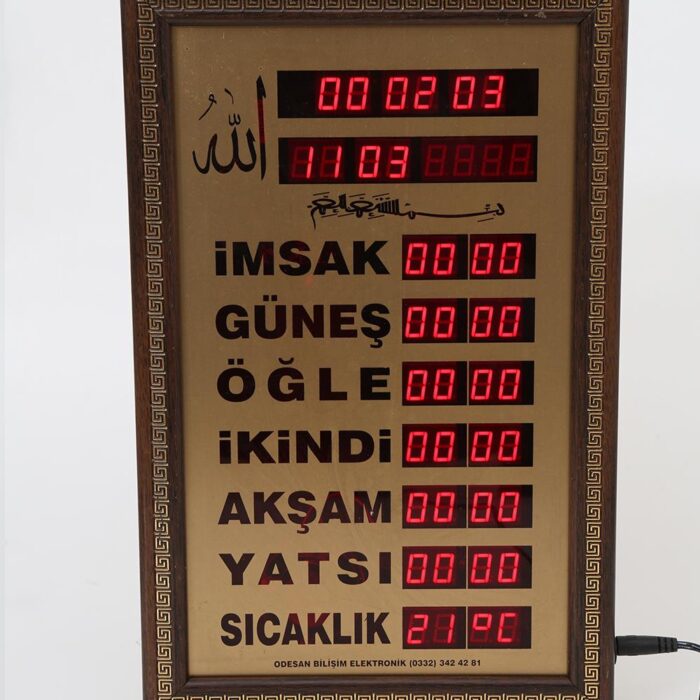 الله
00 02 03
11 03
بسم الله الرحمن الرحيم
İMSAK 00 00
GÜNEŞ 00 00
ÖĞLE 00 00
İKİNDİ 00 00
AKŞAM 00 00
YATSI 00 00
SICAKLIK 21 °C
ODESAN BİLİŞİM ELEKTRONİK (0332) 342 42 81